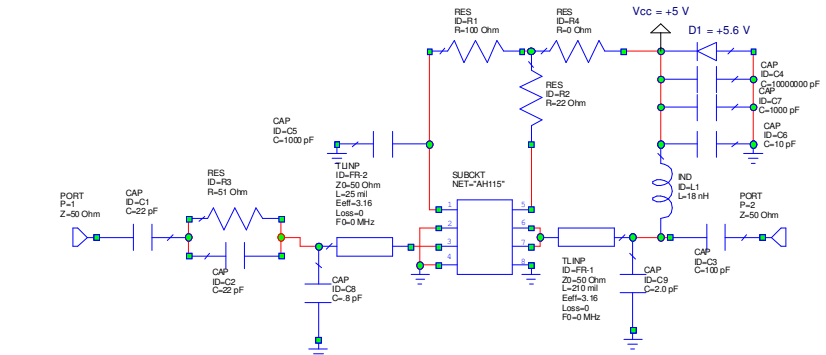 Vcc = +5 V
D1 = +5.6 V
RES
ID=R1
R=100 Ohm
RES
ID=R4
R=0 Ohm
CAP
ID=C4
C=10000000 pF
CAP
ID=C7
C=1000 pF
CAP
ID=C6
C=10 pF
RES
ID=R2
R=22 Ohm
CAP
ID=C5
C=1000 pF
TLINP
ID=FR-2
Z0=50 Ohm
L=25 mil
Eeff=3.16
Loss=0
F0=0 MHz
SUBCKT
NET="AH115"
IND
ID=L1
L=18 nH
RES
ID=R3
R=51 Ohm
PORT
P=1
Z=50 Ohm
CAP
ID=C1
C=22 pF
PORT
P=2
Z=50 Ohm
1
2
3
4
5
6
7
8
CAP
ID=C2
C=22 pF
CAP
ID=C8
C=.8 pF
TLINP
ID=FR-1
Z0=50 Ohm
L=210 mil
Eeff=3.16
Loss=0
F0=0 MHz
CAP
ID=C9
C=2.0 pF
CAP
ID=C3
C=100 pF